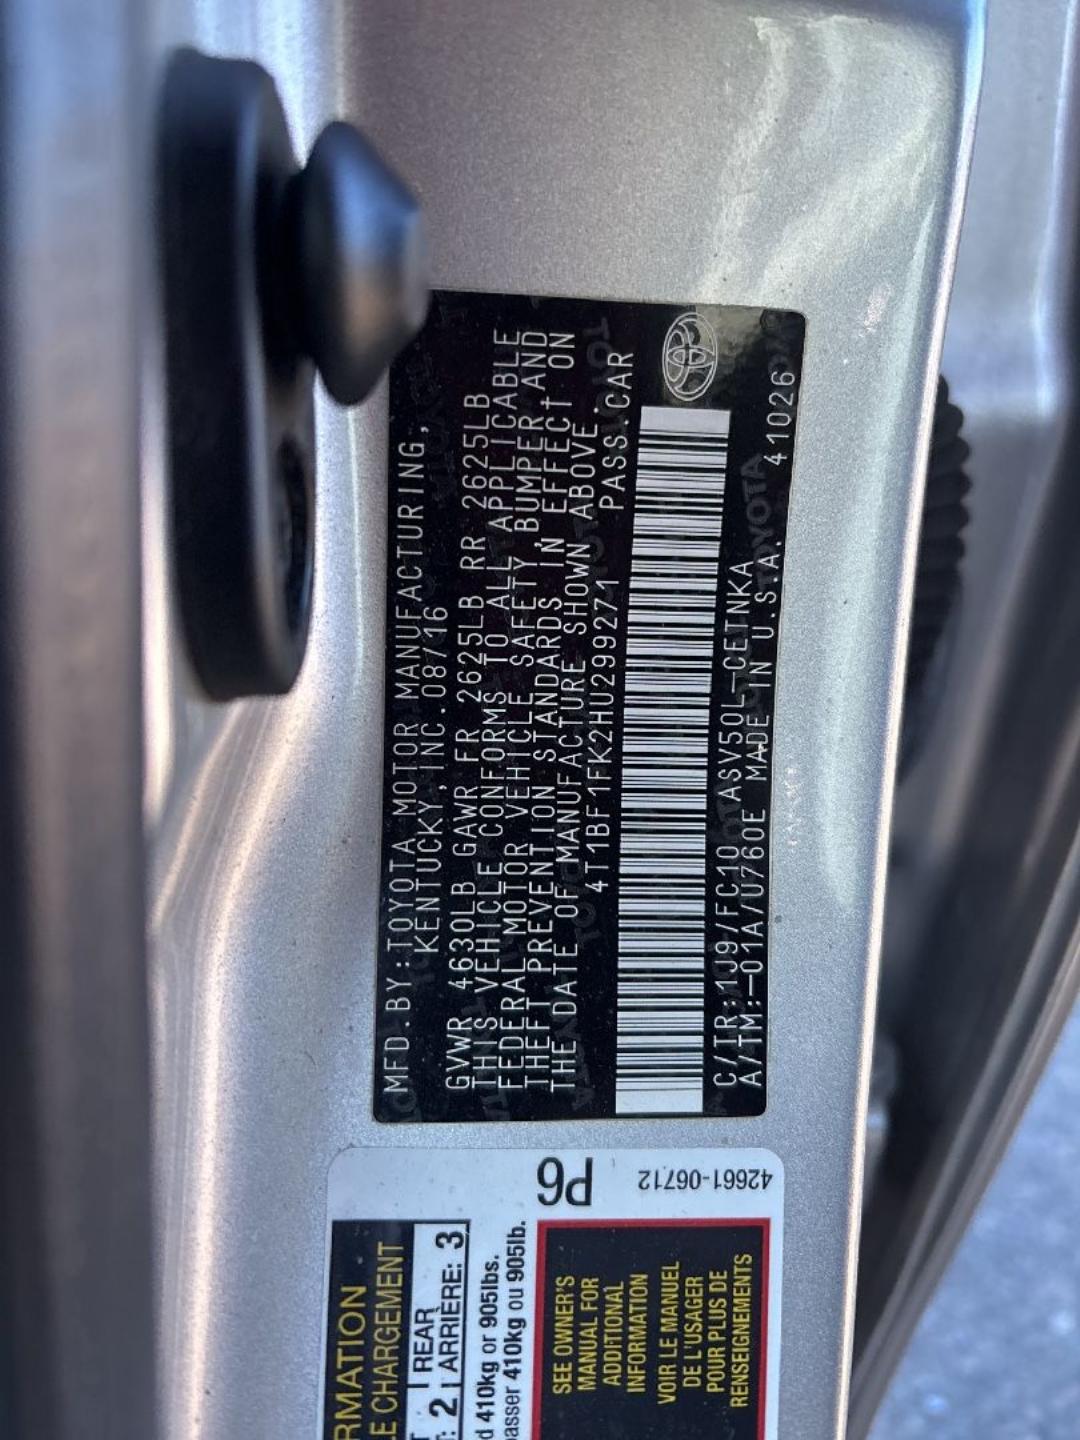 MFD.BY:TOYOTA MOTOR MANUFACTURING,
KENTUCKY,INC.08/16
GVWR 4630LB GAWR FR 2625LB RR 2625LB
THIS VEHICLE CONFORMS TO ALL APPLICABLE
FEDERAL MOTOR VEHICLE SAFETY,BUMPER,AND
THEFT PREVENTION STANDARDS IN EFFECT ON
THE DATE OF MANUFACTURE SHOWN ABOVE.
4T1BF1FK2HU299271 PASS.CAR
C/TR:1J9/FC10 ASV50L-CETNKA
A/TM:-01A/U760E MADE IN U.S.A. 41026
P6
42661-06712
RMATION
LE CHARGEMENT
1 REAR
: 2 1 ARRIÈRE: 3
d 410kg or 905lbs.
passer 410kg ou 905lb.
SEE OWNER'S
MANUAL FOR
ADDITIONAL
INFORMATION
VOIR LE MANUEL
DE L'USAGER
POUR PLUS DE
RENSEIGNEMENTS